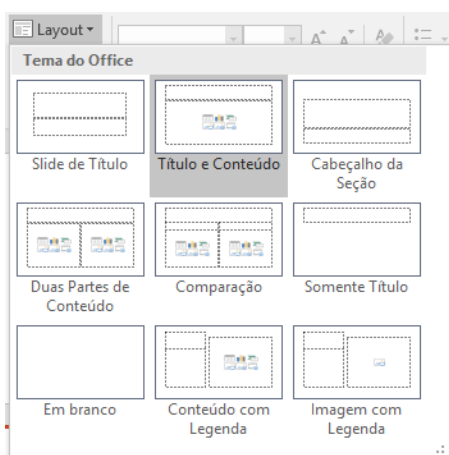 Layout
Tema do Office
Slide de Título
Título e Conteúdo
Cabeçalho da
Seção
Duas Partes de
Conteúdo
Comparação
Somente Título
Em branco
Conteúdo com
Legenda
Imagem com
Legenda